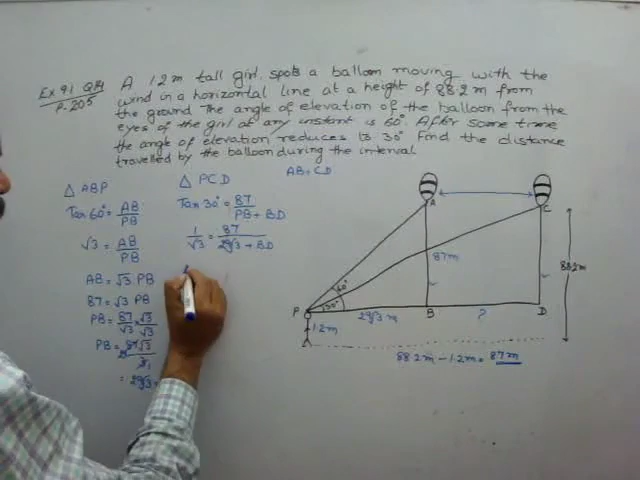 Ex 9.1 Q14
P-205
A 1.2 m tall girl spots a balloon moving with the
wind in a horizontal line at a height of 88.2 m from
the ground. The angle of elevation of the balloon from the
eyes of the girl at any instant is 60°. After some time
the angle of elevation reduces to 30° Find the distance
travelled by the balloon during the interval
△ ABP
Tan 60° = AB/PB
√3 = AB/PB
AB = √3 PB
87 = √3 PB
PB = 87/√3 × √3/√3
PB = 87√3/3
= 29√3
△ PCD
Tan 30° = 87/PB + BD
1/√3 = 87/29√3 + BD
AB = CD
A
C
87m
88.2m
60°
30°
P
29√3 m
B
?
D
1.2m
88.2m − 1.2m = 87m